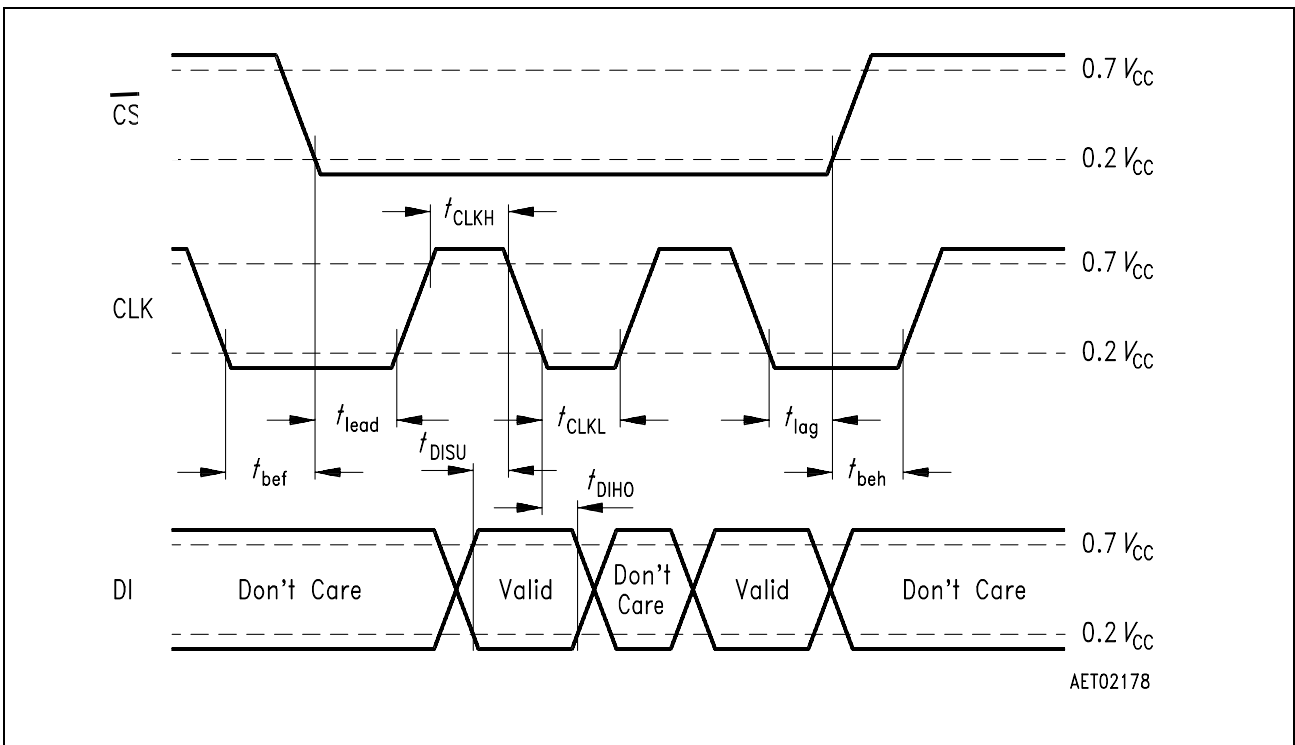 0.7 VCC
CS
0.2 VCC
tCLKH
0.7 VCC
CLK
0.2 VCC
tlead
tCLKL
tlag
tDISU
tbef
tbeh
tDIHO
0.7 VCC
DI
Don't Care
Valid
Don't
Care
Valid
Don't Care
0.2 VCC
AET02178